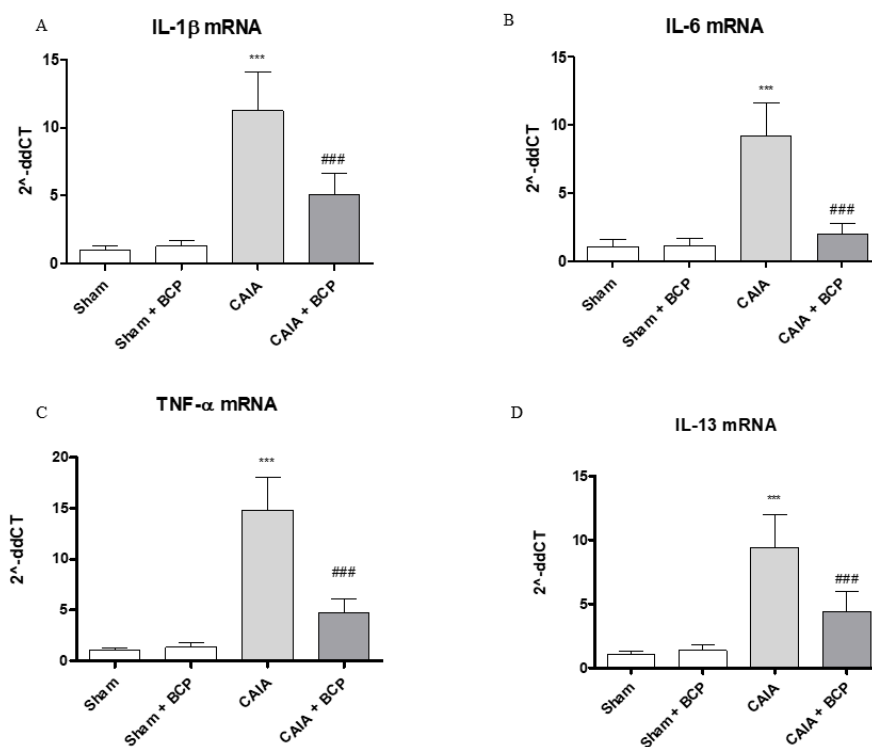 A
IL-1β mRNA
2^-ddCT
15
10
5
0
***
###
Sham
Sham + BCP
CAIA
CAIA + BCP
B
IL-6 mRNA
2^-ddCT
15
10
5
0
***
###
Sham
Sham + BCP
CAIA
CAIA + BCP
C
TNF-α mRNA
2^-ddCT
20
15
10
5
0
***
###
Sham
Sham + BCP
CAIA
CAIA + BCP
D
IL-13 mRNA
2^-ddCT
15
10
5
0
***
###
Sham
Sham + BCP
CAIA
CAIA + BCP